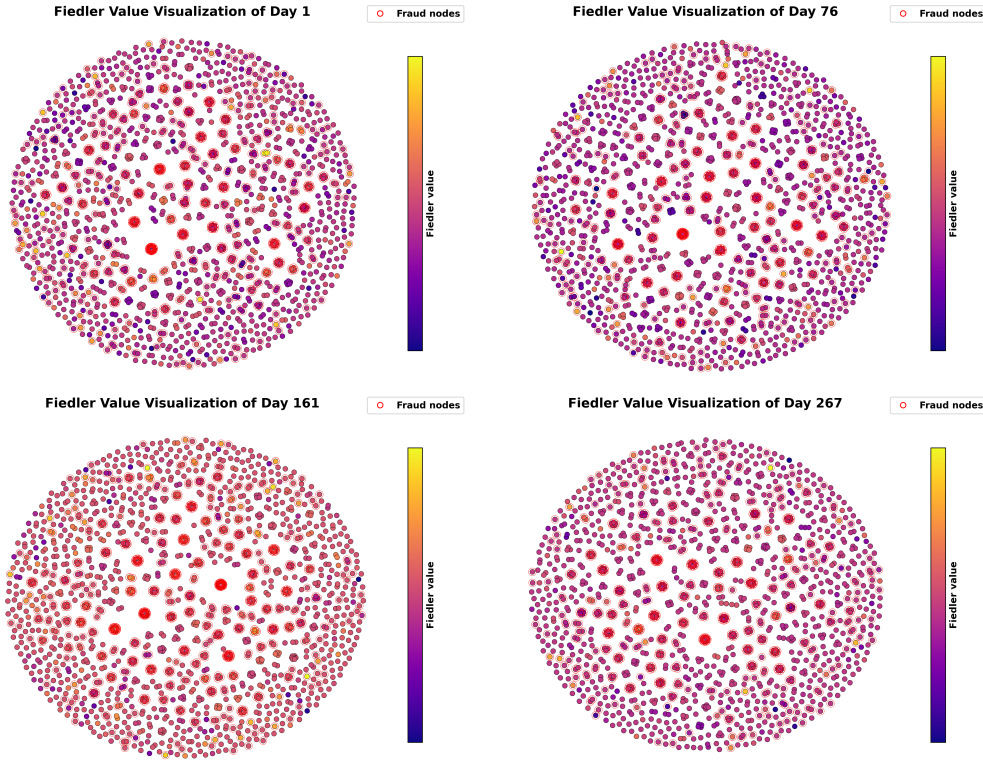 Fiedler Value Visualization of Day 1
Fraud nodes
Fiedler value
Fiedler Value Visualization of Day 76
Fraud nodes
Fiedler value
Fiedler Value Visualization of Day 161
Fraud nodes
Fiedler value
Fiedler Value Visualization of Day 267
Fraud nodes
Fiedler value